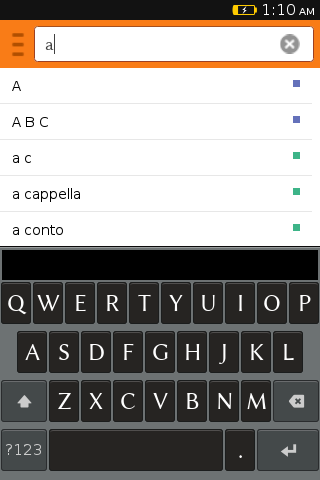 1:10 AM
a
A
A B C
a c
a cappella
a conto
Q W E R T Y U I O P
A S D F G H J K L
Z X C V B N M
?123 .